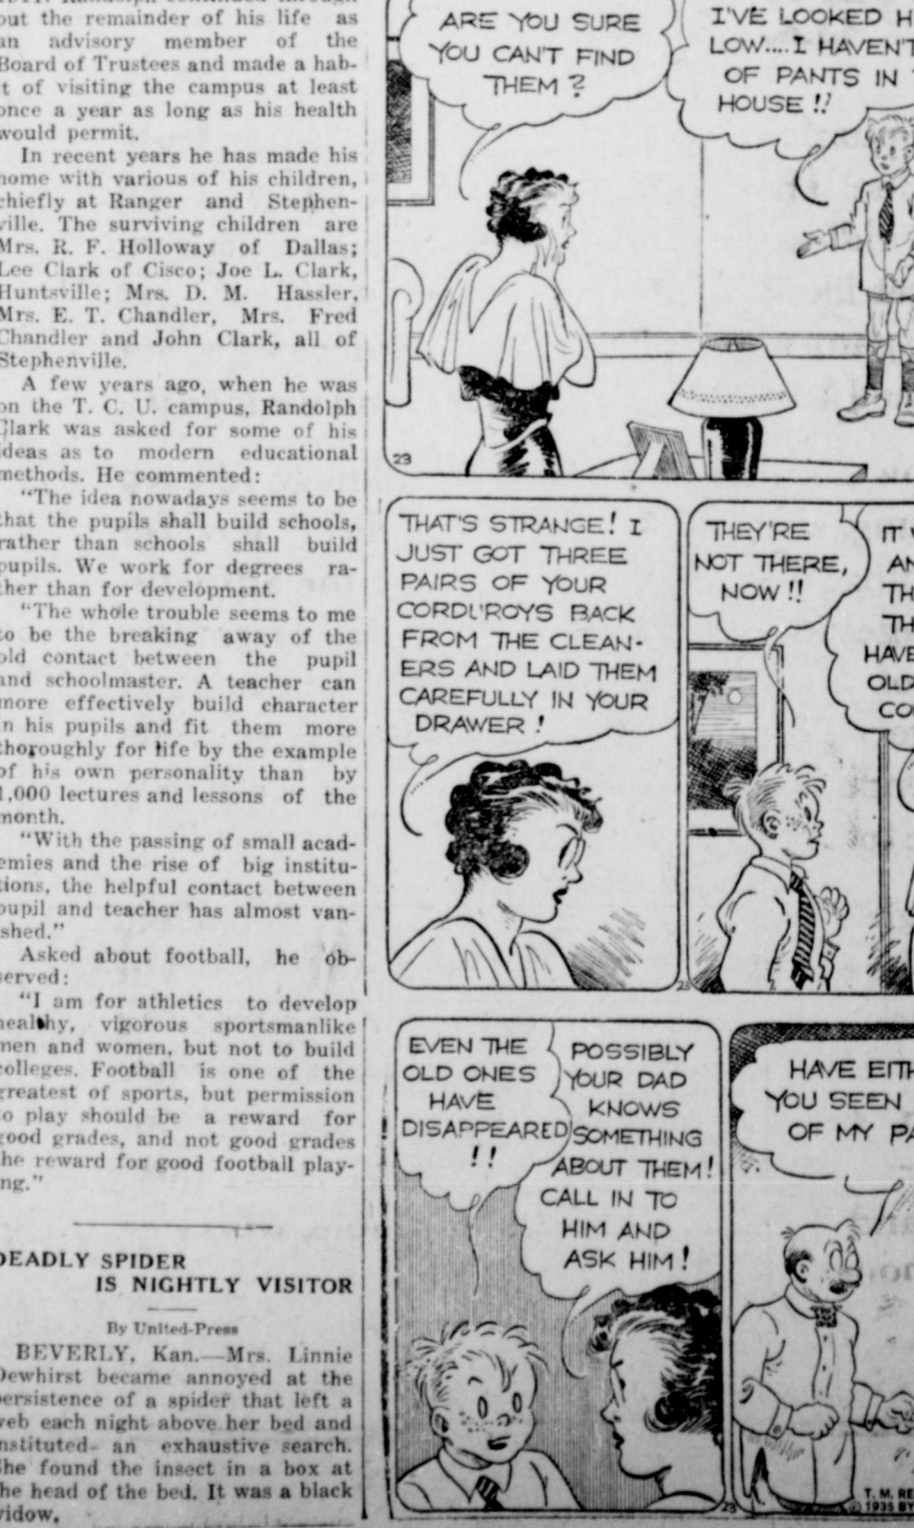 out the remainder of his life as
an advisory member of the
Board of Trustees and made a hab-
t of visiting the campus at least
once a year as long as his health
would permit.
In recent years he has made his
home with various of his children,
chiefly at Ranger and Stephen-
ville. The surviving children are
Mrs. R. F. Holloway of Dallas;
Lee Clark of Cisco; Joe L. Clark,
Huntsville; Mrs. D. M. Hassler,
Mrs. E. T. Chandler, Mrs. Fred
Chandler and John Clark, all of
Stephenville.
A few years ago, when he was
on the T. C. U. campus, Randolph
Clark was asked for some of his
ideas as to modern educational
methods. He commented:
"The idea nowadays seems to be
that the pupils shall build schools,
rather than schools shall build
pupils. We work for degrees ra-
ther than for development.
"The whole trouble seems to me
to be the breaking away of the
old contact between the pupil
and schoolmaster. A teacher can
more effectively build character
in his pupils and fit them more
thoroughly for life by the example
of his own personality than by
1,000 lectures and lessons of the
month.
"With the passing of small acad-
emies and the rise of big institu-
tions, the helpful contact between
pupil and teacher has almost van-
ished."
Asked about football, he ob-
served:
"I am for athletics to develop
healthy, vigorous sportsmanlike
men and women, but not to build
colleges. Football is one of the
greatest of sports, but permission
to play should be a reward for
good grades, and not good grades
the reward for good football play-
ing."
DEADLY SPIDER
IS NIGHTLY VISITOR
By United-Press
BEVERLY, Kan.—Mrs. Linnie
Dewhirst became annoyed at the
persistence of a spider that left a
web each night above her bed and
instituted an exhaustive search.
She found the insect in a box at
the head of the bed. It was a black
widow.
ARE YOU SURE
YOU CAN'T FIND
THEM?
I'VE LOOKED H
LOW....I HAVEN'T
OF PANTS IN
HOUSE!!
23
THAT'S STRANGE! I
JUST GOT THREE
PAIRS OF YOUR
CORDUROYS BACK
FROM THE CLEAN-
ERS AND LAID THEM
CAREFULLY IN YOUR
DRAWER!
THEY'RE
NOT THERE,
NOW!!
IT
AN
TH
TH
HAVE
OLD
CO
23
EVEN THE
OLD ONES
HAVE
DISAPPEARED
!!
POSSIBLY
YOUR DAD
KNOWS
SOMETHING
ABOUT THEM!
CALL IN TO
HIM AND
ASK HIM!
23
HAVE EITH
YOU SEEN
OF MY PA
T. M. RE
© 1935 BY